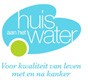 huis
aan het
water
Voor kwaliteit van leven
met en na kanker